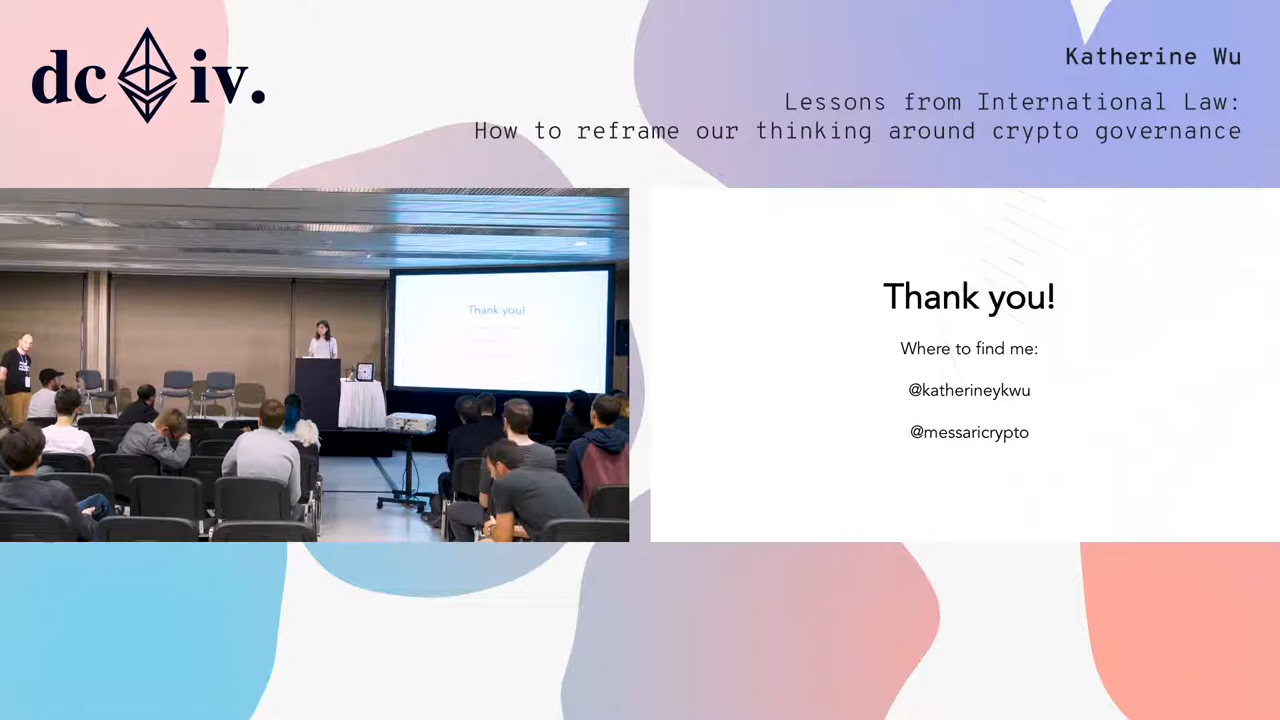 dc iv.
Katherine Wu
Lessons from International Law:
How to reframe our thinking around crypto governance
Thank you!
Thank you!
Where to find me:
@katherineykwu
@messaricrypto